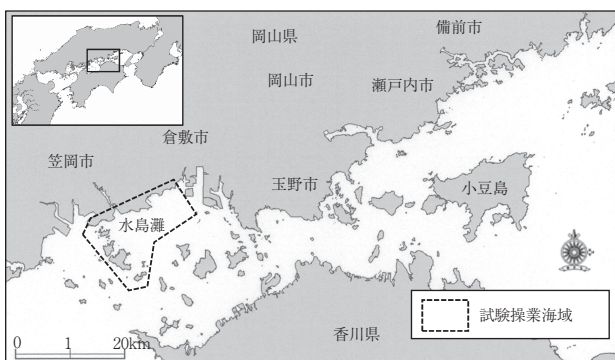 岡山県
備前市
岡山市
瀬戸内市
倉敷市
笠岡市
玉野市
小豆島
水島灘
試験操業海域
香川県
0 1 20km